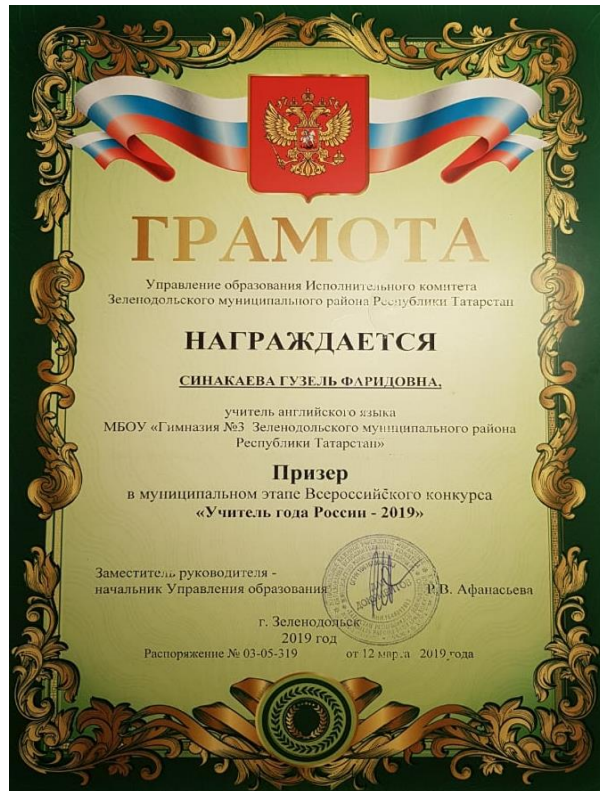 ГРАМОТА
Управление образования Исполнительного комитета
Зеленодольского муниципального района Республики Татарстан
НАГРАЖДАЕТСЯ
СИНАКАЕВА ГУЗЕЛЬ ФАРИДОВНА,
учитель английского языка
МБОУ «Гимназия №3 Зеленодольского муниципального района
Республики Татарстан»
Призер
в муниципальном этапе Всероссийского конкурса
«Учитель года России - 2019»
Заместитель руководителя -
начальник Управления образования Р.В. Афанасьева
г. Зеленодольск
2019 год
Распоряжение № 03-05-319 от 12 марта 2019 года